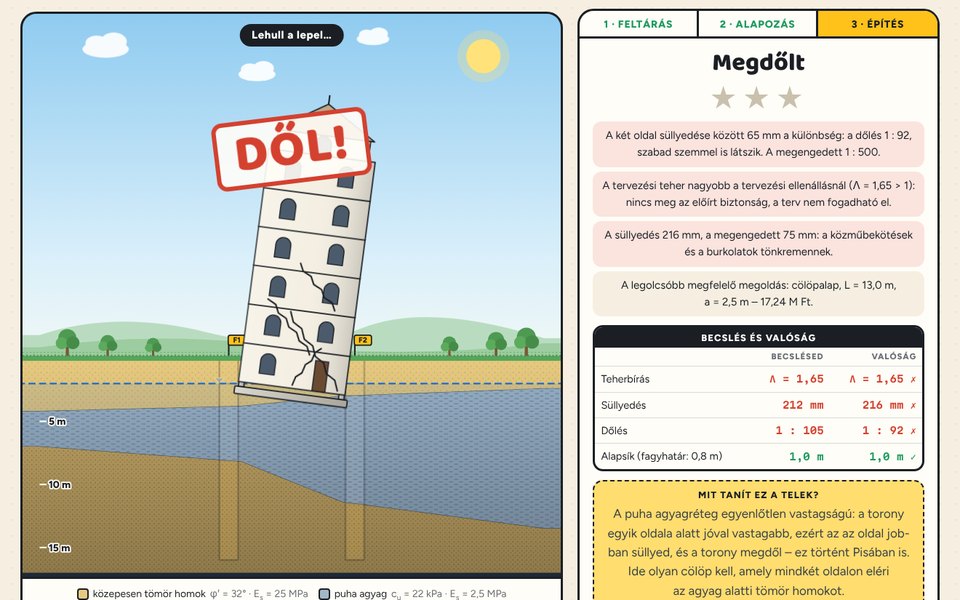 Lehull a lepel…
DŐL!
F1
F2
5 m
10 m
15 m
közepesen tömör homok φ' = 32° · Es = 25 MPa puha agyag cu = 22 kPa · Es = 2,5 MPa
1 · FELTÁRÁS
2 · ALAPOZÁS
3 · ÉPÍTÉS
Megdőlt
A két oldal süllyedése között 65 mm a különbség: a dőlés 1 : 92,
szabad szemmel is látszik. A megengedett 1 : 500.
A tervezési teher nagyobb a tervezési ellenállásnál (Λ = 1,65 > 1):
nincs meg az előírt biztonság, a terv nem fogadható el.
A süllyedés 216 mm, a megengedett 75 mm: a közműbekötések
és a burkolatok tönkremennek.
A legolcsóbb megfelelő megoldás: cölöpalap, L = 13,0 m,
a = 2,5 m – 17,24 M Ft.
BECSLÉS ÉS VALÓSÁG
BECSLÉSED VALÓSÁG
Teherbírás Λ = 1,65 Λ = 1,65 ✗
Süllyedés 212 mm 216 mm ✗
Dőlés 1 : 105 1 : 92 ✗
Alapsík (fagyhatár: 0,8 m) 1,0 m 1,0 m ✓
MIT TANÍT EZ A TELEK?
A puha agyagréteg egyenlőtlen vastagságú: a torony
egyik oldala alatt jóval vastagabb, ezért az az oldal job-
ban süllyed, és a torony megdől – ez történt Pisában is.
Ide olyan cölöp kell, amely mindkét oldalon eléri
az agyag alatti homokot.